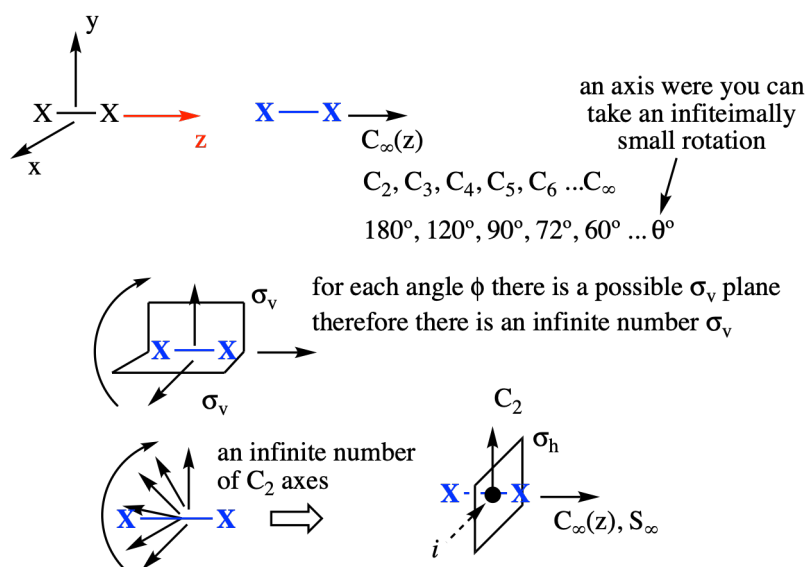 y
X — X
z
x
X — X
C∞(z)
an axis were you can
take an infiteimally
small rotation
C2, C3, C4, C5, C6 ...C∞
180º, 120º, 90º, 72º, 60º ... θº
σv
for each angle ϕ there is a possible σv plane
therefore there is an infinite number σv
X — X
σv
an infinite number
of C2 axes
X — X
C2
σh
X - - X
C∞(z), S∞
i